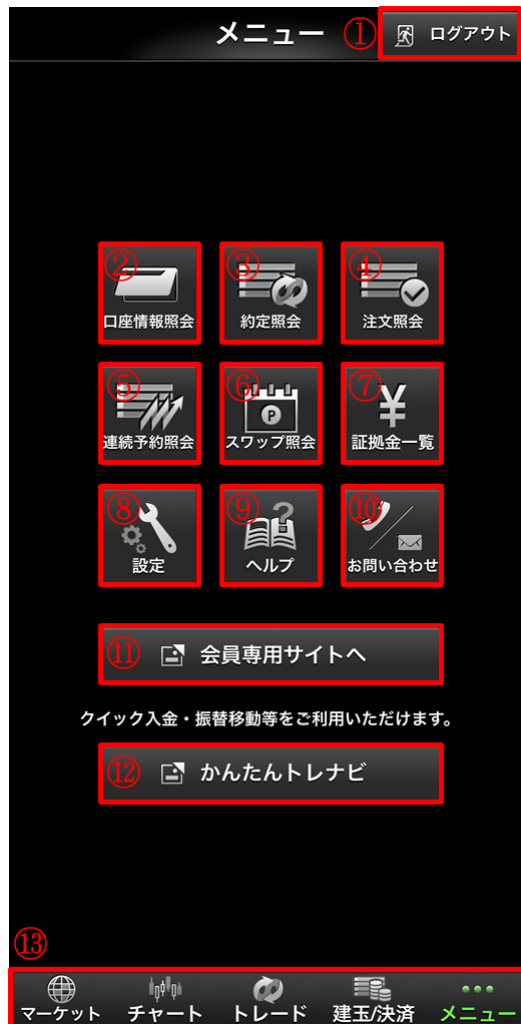 メニュー ① ログアウト
② ③ ④
口座情報照会 約定照会 注文照会
⑤ ⑥ ⑦
P ¥
連続予約照会 スワップ照会 証拠金一覧
⑧ ⑨ ⑩
?
設定 ヘルプ お問い合わせ
⑪ 会員専用サイトへ
クイック入金・振替移動等をご利用いただけます。
⑫ かんたんトレナビ
⑬
マーケット チャート トレード 建玉/決済 メニュー